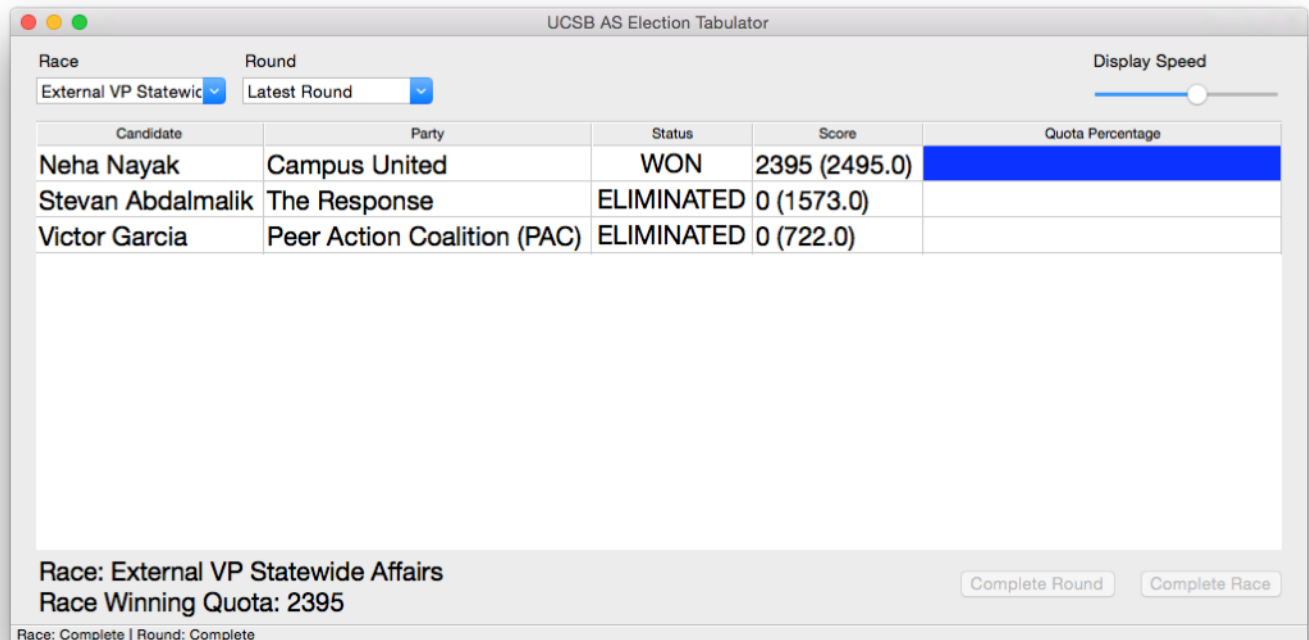 UCSB AS Election Tabulator
Race Round Display Speed
External VP Statewic Latest Round
Candidate Party Status Score Quota Percentage
Neha Nayak Campus United WON 2395 (2495.0)
Stevan Abdalmalik The Response ELIMINATED 0 (1573.0)
Victor Garcia Peer Action Coalition (PAC) ELIMINATED 0 (722.0)
Race: External VP Statewide Affairs
Race Winning Quota: 2395
Complete Round Complete Race
Race: Complete | Round: Complete